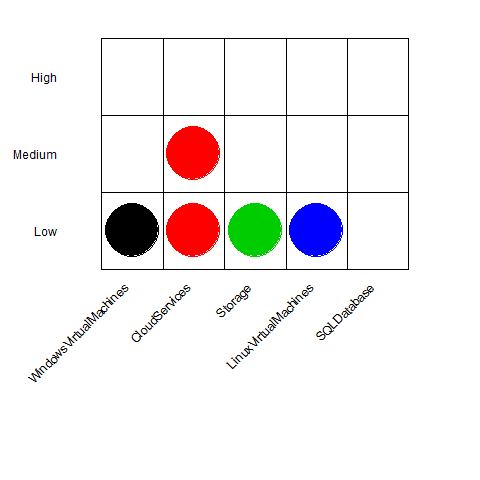 High
Medium
Low
WindowsVirtualMachines
CloudServices
Storage
LinuxVirtualMachines
SQLDatabase